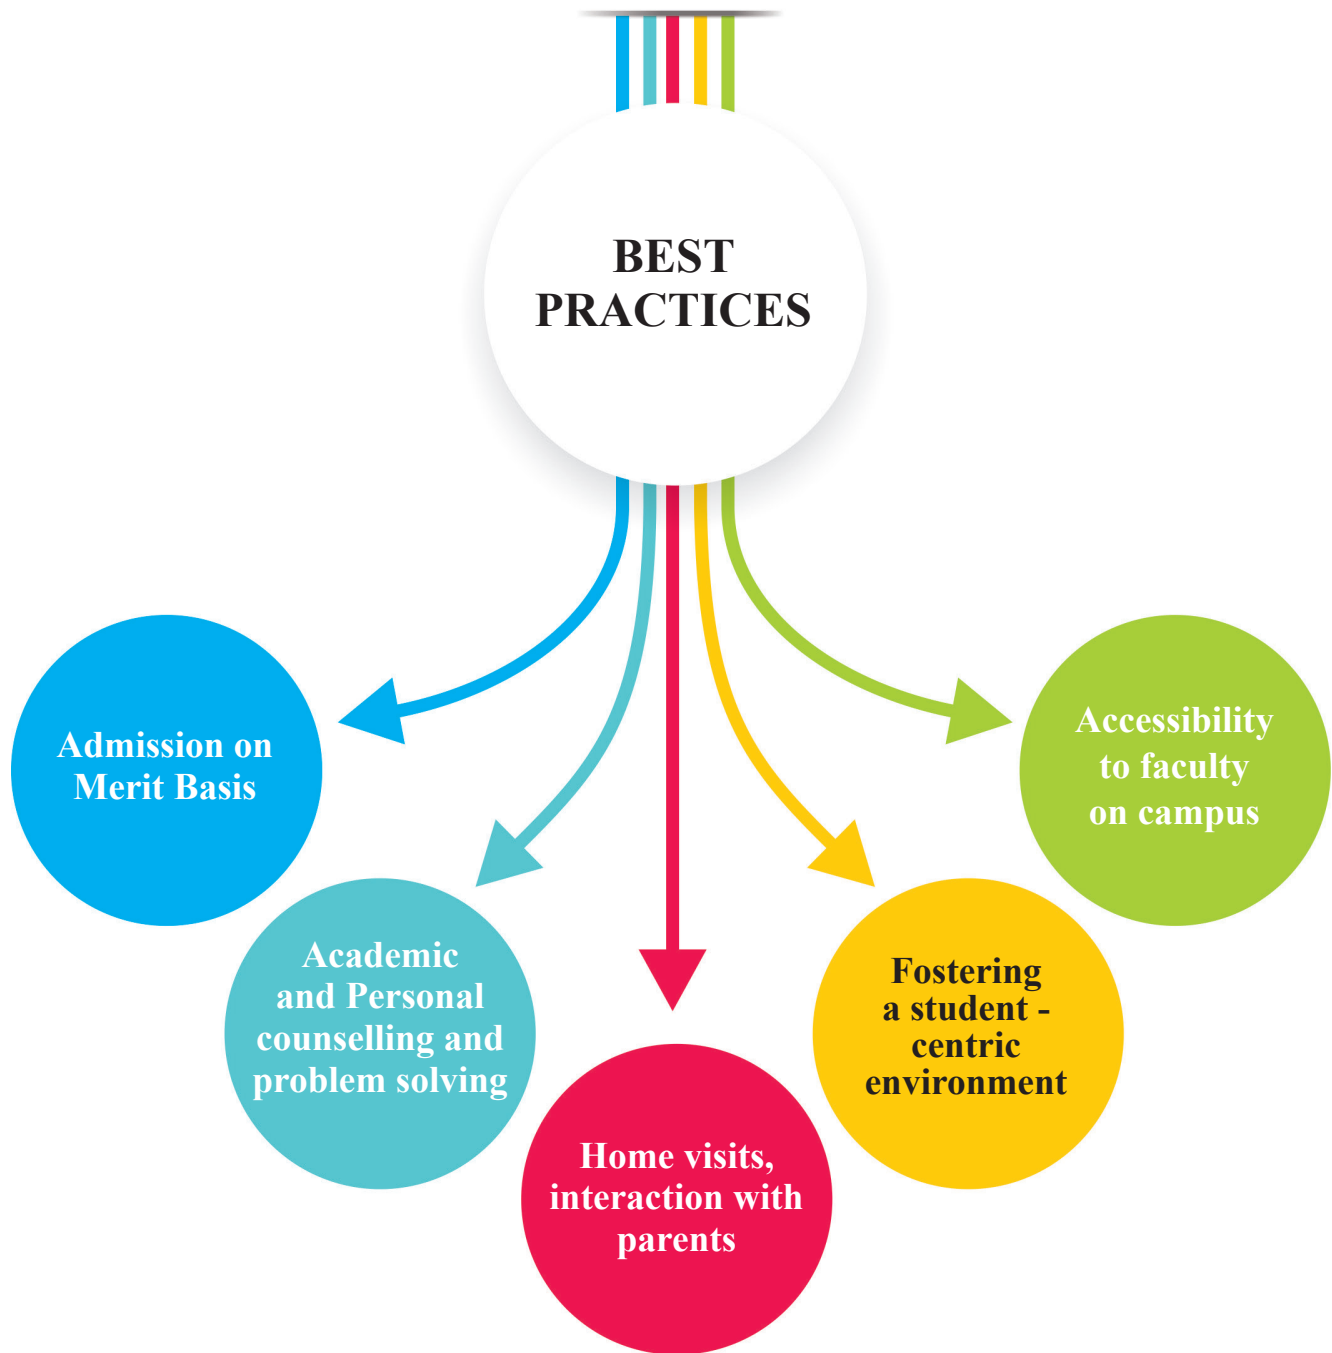 BEST
PRACTICES
Admission on
Merit Basis
Academic
and Personal
counselling and
problem solving
Home visits,
interaction with
parents
Fostering
a student -
centric
environment
Accessibility
to faculty
on campus